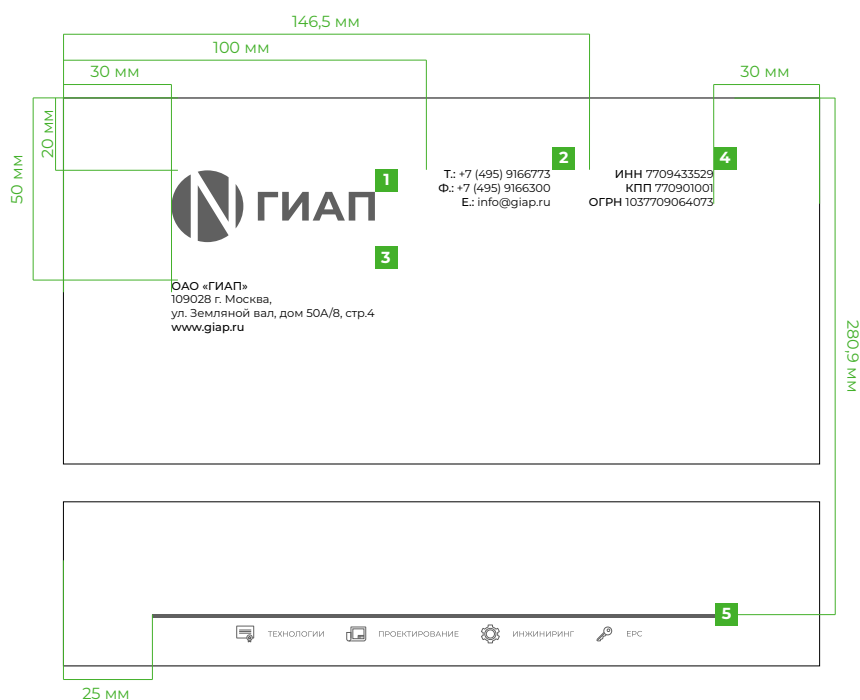 146,5 мм
100 мм
30 мм
30 мм
20 мм
50 мм
1
ГИАП
2
Т.: +7 (495) 9166773
Ф.: +7 (495) 9166300
Е.: info@giap.ru
4
ИНН 7709433529
КПП 770901001
ОГРН 1037709064073
3
ОАО «ГИАП»
109028 г. Москва,
ул. Земляной вал, дом 50А/8, стр.4
www.giap.ru
280,9 мм
5
ТЕХНОЛОГИИ
ПРОЕКТИРОВАНИЕ
ИНЖИНИРИНГ
EPC
25 мм